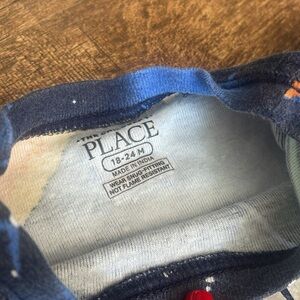 PLACE
18-24 M
MADE IN INDIA
WEAR SNUG-FITTING
NOT FLAME RESISTANT